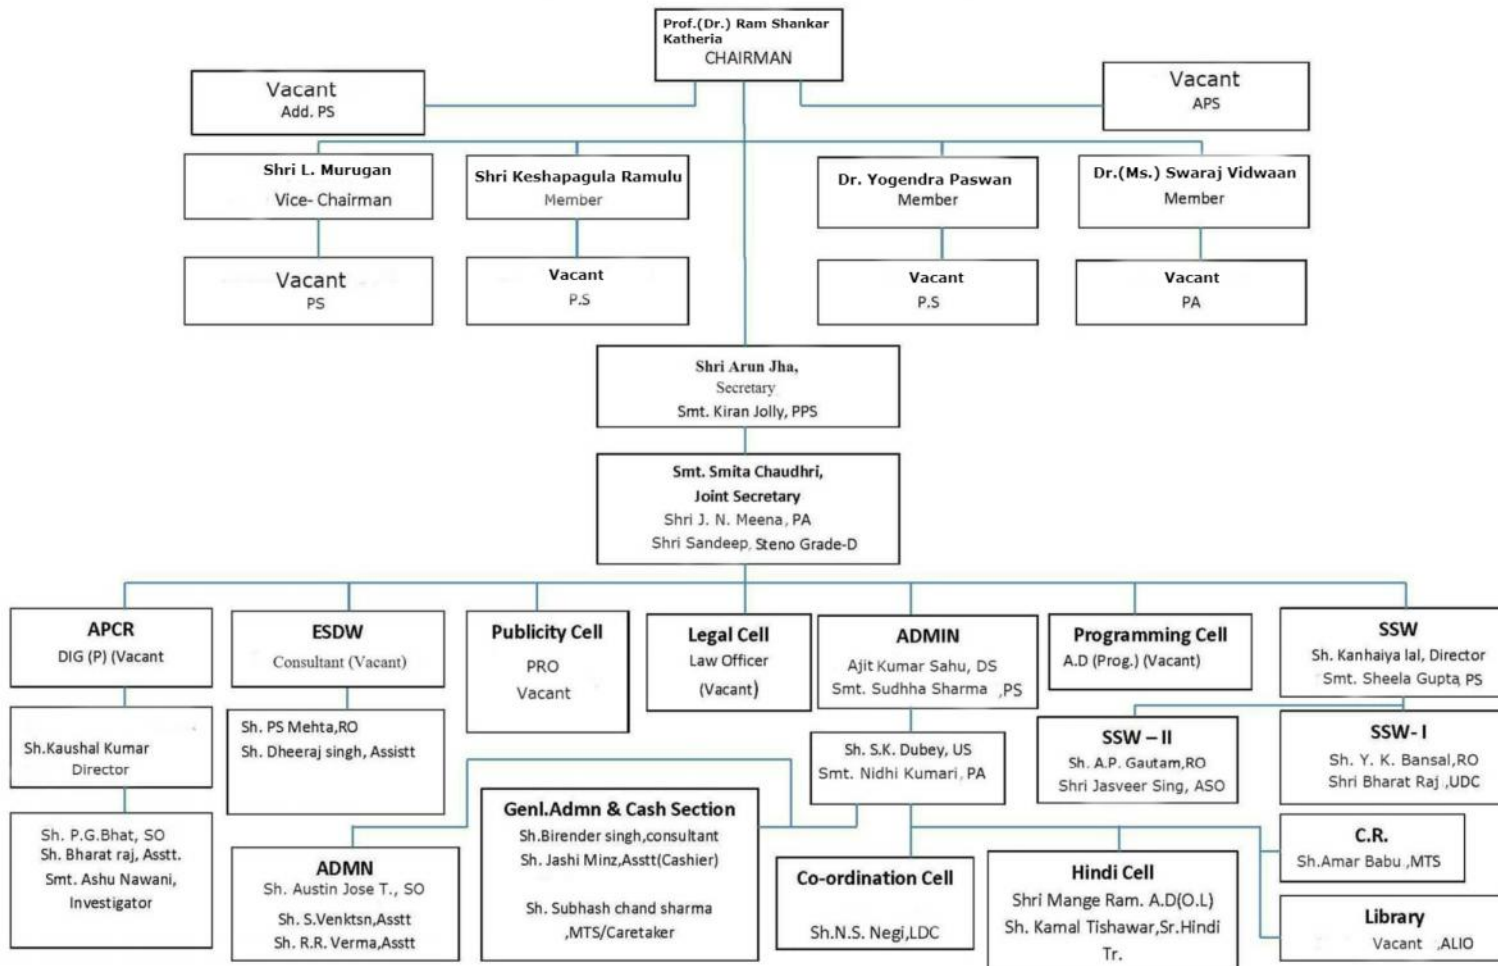 Prof.(Dr.) Ram Shankar
Katheria
CHAIRMAN
Vacant
Add. PS
Vacant
APS
Shri L. Murugan
Vice- Chairman
Shri Keshapagula Ramulu
Member
Dr. Yogendra Paswan
Member
Dr.(Ms.) Swaraj Vidwaan
Member
Vacant
PS
Vacant
P.S
Vacant
P.S
Vacant
PA
Shri Arun Jha,
Secretary
Smt. Kiran Jolly, PPS
Smt. Smita Chaudhri,
Joint Secretary
Shri J. N. Meena, PA
Shri Sandeep, Steno Grade-D
APCR
DIG (P) (Vacant
ESDW
Consultant (Vacant)
Publicity Cell
PRO
Vacant
Legal Cell
Law Officer
(Vacant)
ADMIN
Ajit Kumar Sahu, DS
Smt. Sudhha Sharma ,PS
Programming Cell
A.D (Prog.) (Vacant)
SSW
Sh. Kanhaiya lal, Director
Smt. Sheela Gupta, PS
Sh.Kaushal Kumar
Director
Sh. PS Mehta,RO
Sh. Dheeraj singh, Assistt
Sh. S.K. Dubey, US
Smt. Nidhi Kumari, PA
SSW – II
Sh. A.P. Gautam,RO
Shri Jasveer Sing, ASO
SSW- I
Sh. Y. K. Bansal,RO
Shri Bharat Raj ,UDC
Sh. P.G.Bhat, SO
Sh. Bharat raj, Asstt.
Smt. Ashu Nawani,
Investigator
ADMN
Sh. Austin Jose T., SO
Sh. S.Venktsn,Asstt
Sh. R.R. Verma,Asstt
Genl.Admn & Cash Section
Sh.Birender singh,consultant
Sh. Jashi Minz,Asstt(Cashier)
Sh. Subhash chand sharma
,MTS/Caretaker
Co-ordination Cell
Sh.N.S. Negi,LDC
Hindi Cell
Shri Mange Ram. A.D(O.L)
Sh. Kamal Tishawar,Sr.Hindi
Tr.
C.R.
Sh.Amar Babu ,MTS
Library
Vacant ,ALIO